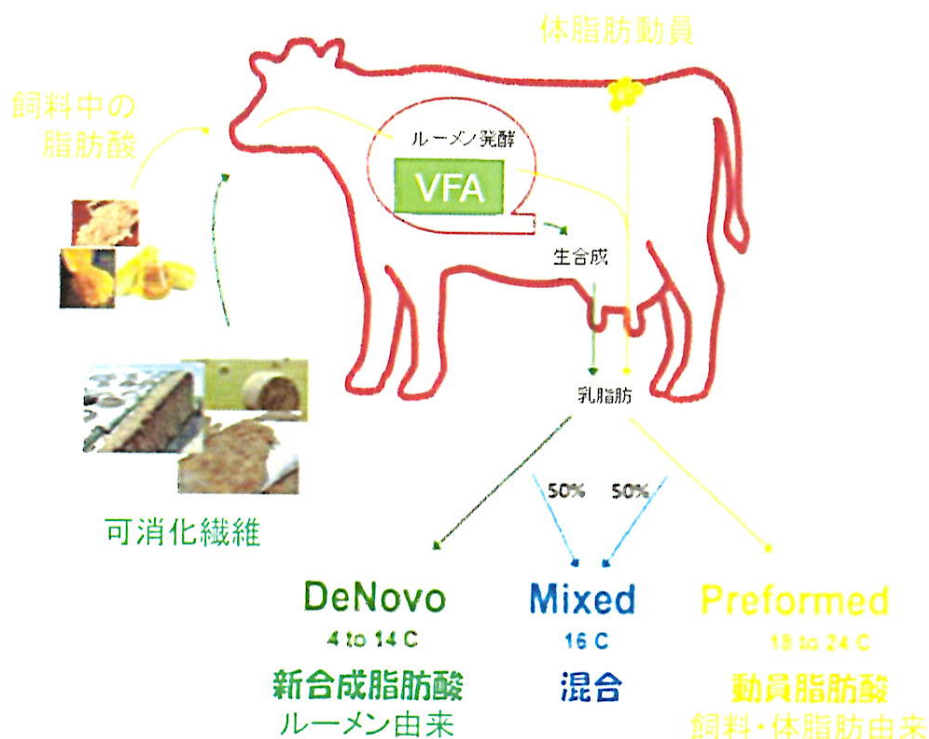 体脂肪動員
飼料中の
脂肪酸
ルーメン発酵
VFA
生合成
乳脂肪
可消化繊維
50% 50%
DeNovo
4 to 14 C
新合成脂肪酸
ルーメン由来
Mixed
16 C
混合
Preformed
18 to 24 C
動員脂肪酸
飼料・体脂肪由来